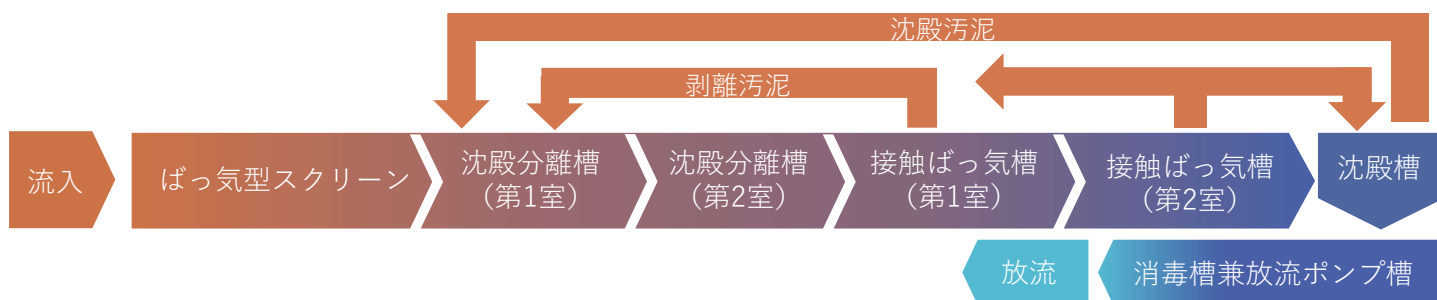 沈殿汚泥
剥離汚泥
流入
ばっ気型スクリーン
沈殿分離槽
(第1室)
沈殿分離槽
(第2室)
接触ばっ気槽
(第1室)
接触ばっ気槽
(第2室)
沈殿槽
放流
消毒槽兼放流ポンプ槽